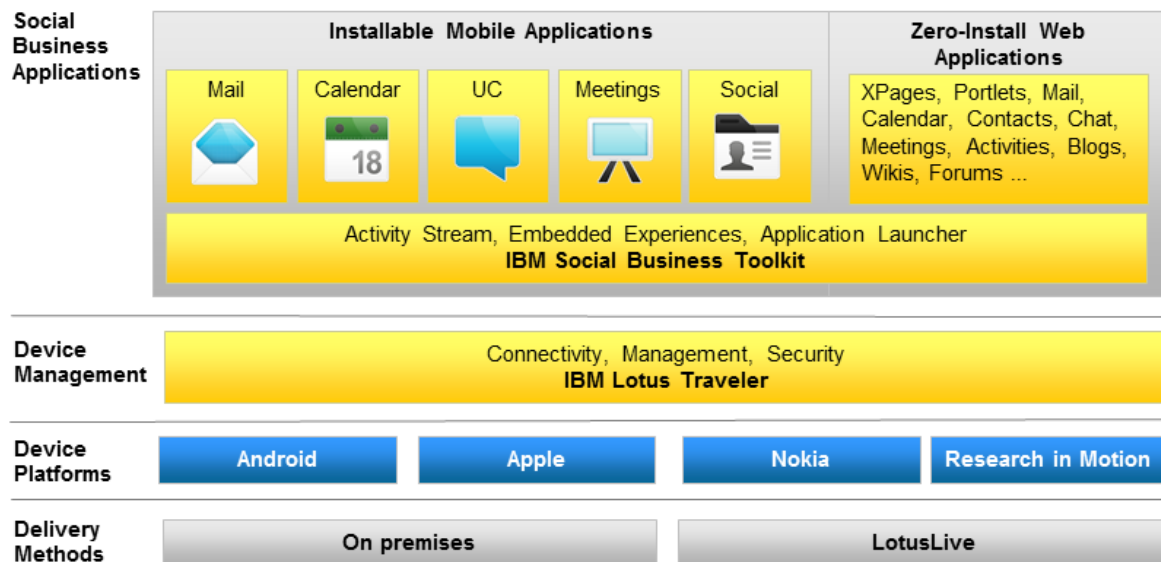 Social
Business
Applications
Installable Mobile Applications
Mail
Calendar
18
UC
Meetings
Social
Zero-Install Web
Applications
XPages, Portlets, Mail,
Calendar, Contacts, Chat,
Meetings, Activities, Blogs,
Wikis, Forums ...
Activity Stream, Embedded Experiences, Application Launcher
IBM Social Business Toolkit
Device
Management
Connectivity, Management, Security
IBM Lotus Traveler
Device
Platforms
Android
Apple
Nokia
Research in Motion
Delivery
Methods
On premises
LotusLive